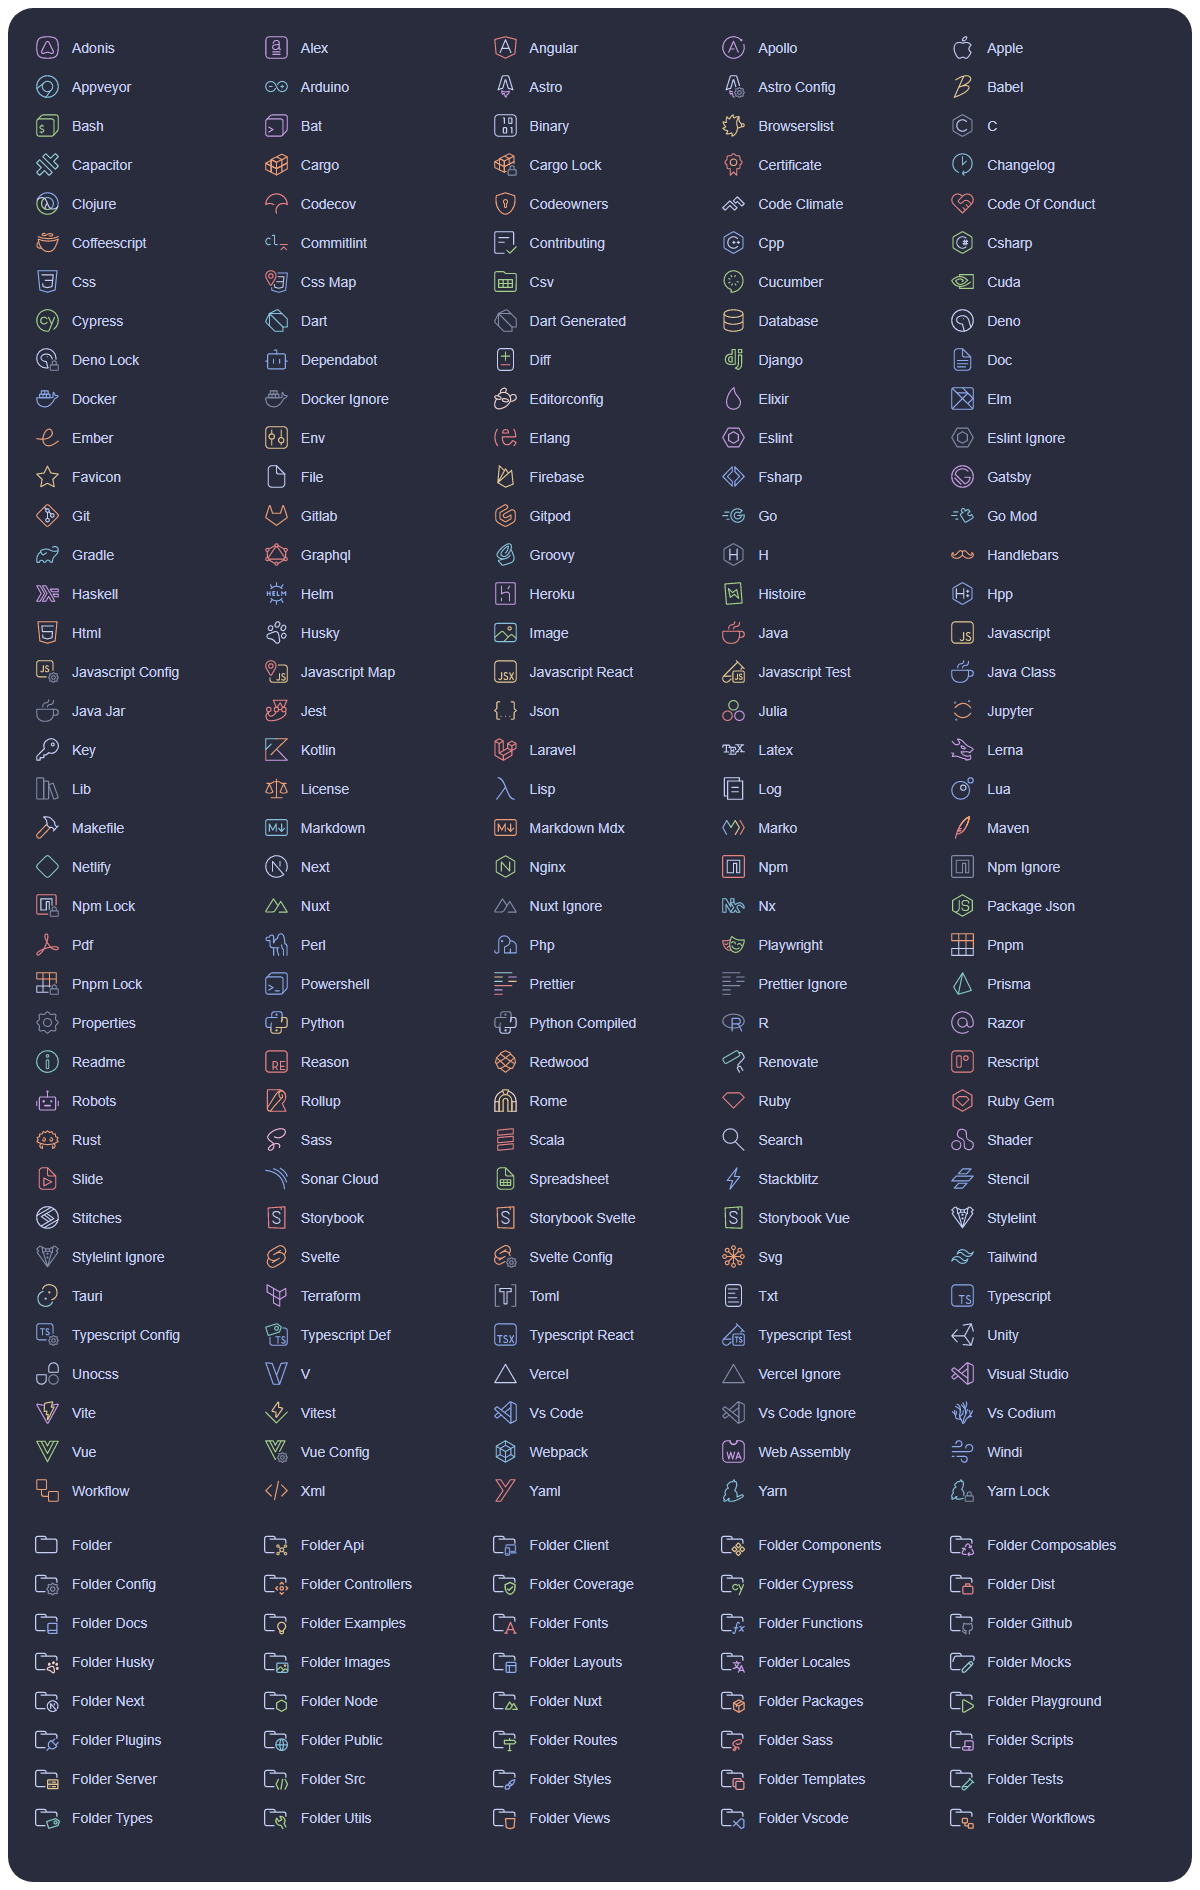 Adonis Alex Angular Apollo Apple
Appveyor Arduino Astro Astro Config Babel
Bash Bat Binary Browserslist C
Capacitor Cargo Cargo Lock Certificate Changelog
Clojure Codecov Codeowners Code Climate Code Of Conduct
Coffeescript Commitlint Contributing Cpp Csharp
Css Css Map Csv Cucumber Cuda
Cypress Dart Dart Generated Database Deno
Deno Lock Dependabot Diff Django Doc
Docker Docker Ignore Editorconfig Elixir Elm
Ember Env Erlang Eslint Eslint Ignore
Favicon File Firebase Fsharp Gatsby
Git Gitlab Gitpod Go Go Mod
Gradle Graphql Groovy H Handlebars
Haskell Helm Heroku Histoire Hpp
Html Husky Image Java Javascript
Javascript Config Javascript Map Javascript React Javascript Test Java Class
Java Jar Jest Json Julia Jupyter
Key Kotlin Laravel Latex Lerna
Lib License Lisp Log Lua
Makefile Markdown Markdown Mdx Marko Maven
Netlify Next Nginx Npm Npm Ignore
Npm Lock Nuxt Nuxt Ignore Nx Package Json
Pdf Perl Php Playwright Pnpm
Pnpm Lock Powershell Prettier Prettier Ignore Prisma
Properties Python Python Compiled R Razor
Readme Reason Redwood Renovate Rescript
Robots Rollup Rome Ruby Ruby Gem
Rust Sass Scala Search Shader
Slide Sonar Cloud Spreadsheet Stackblitz Stencil
Stitches Storybook Storybook Svelte Storybook Vue Stylelint
Stylelint Ignore Svelte Svelte Config Svg Tailwind
Tauri Terraform Toml Txt Typescript
Typescript Config Typescript Def Typescript React Typescript Test Unity
Unocss V Vercel Vercel Ignore Visual Studio
Vite Vitest Vs Code Vs Code Ignore Vs Codium
Vue Vue Config Webpack Web Assembly Windi
Workflow Xml Yaml Yarn Yarn Lock
Folder Folder Api Folder Client Folder Components Folder Composables
Folder Config Folder Controllers Folder Coverage Folder Cypress Folder Dist
Folder Docs Folder Examples Folder Fonts Folder Functions Folder Github
Folder Husky Folder Images Folder Layouts Folder Locales Folder Mocks
Folder Next Folder Node Folder Nuxt Folder Packages Folder Playground
Folder Plugins Folder Public Folder Routes Folder Sass Folder Scripts
Folder Server Folder Src Folder Styles Folder Templates Folder Tests
Folder Types Folder Utils Folder Views Folder Vscode Folder Workflows